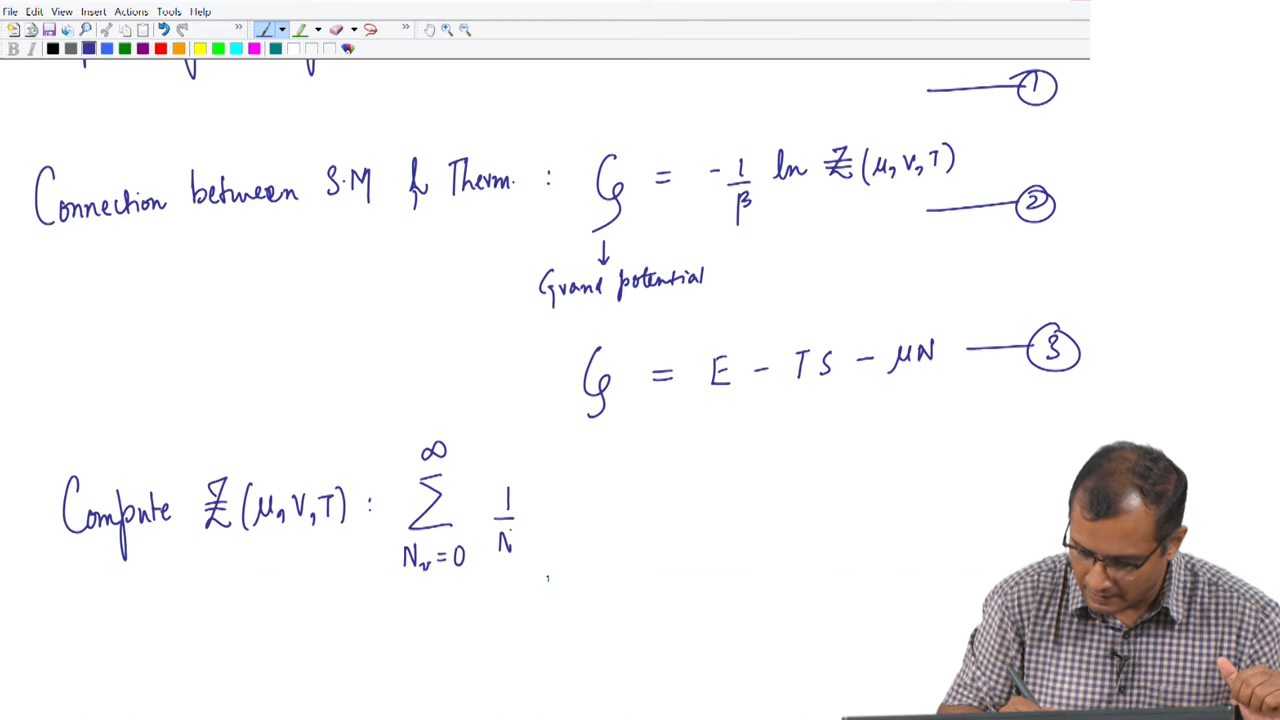 File Edit View Insert Actions Tools Help
B I
①
Connection between S.M & Therm. : G = - 1/β ln Z(μ, V, T)
②
↓
Grand potential
G = E - TS - μN ③
Compute Z(μ, V, T) : ∑_{N_v=0}^{∞} 1/N